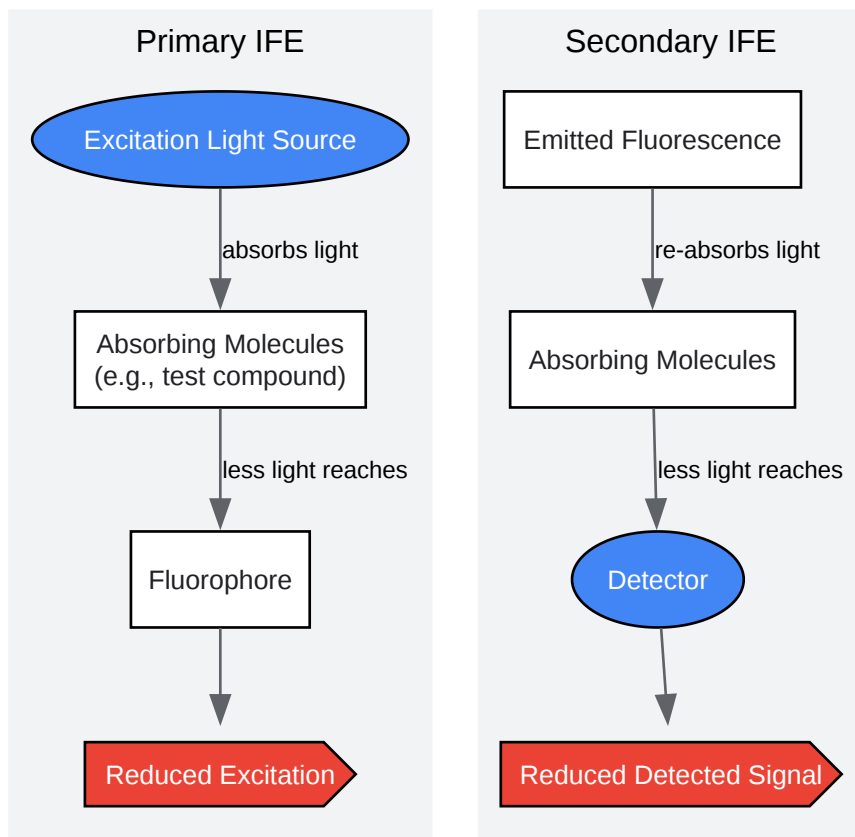 Primary IFE
Excitation Light Source
absorbs light
Absorbing Molecules
(e.g., test compound)
less light reaches
Fluorophore
Reduced Excitation
Secondary IFE
Emitted Fluorescence
re-absorbs light
Absorbing Molecules
less light reaches
Detector
Reduced Detected Signal